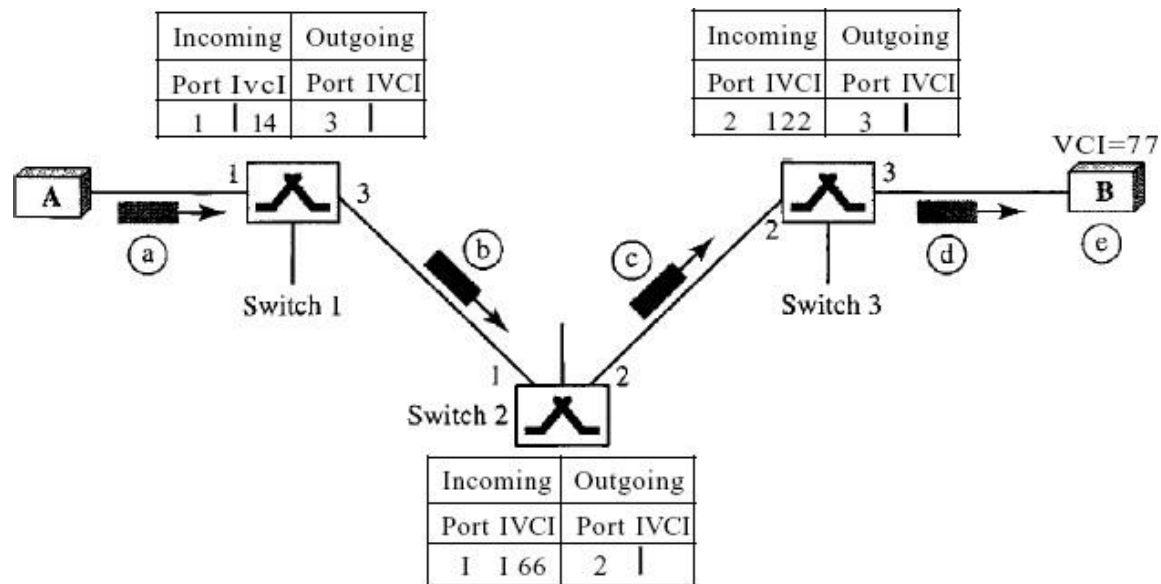 Incoming Outgoing
Port IvcI Port IVCI
1 | 14 3 |
Incoming Outgoing
Port IVCI Port IVCI
2 122 3 |
VCI=77
A
1
3
a
b
Switch 1
c
2
3
d
B
e
Switch 3
1
2
Switch 2
Incoming Outgoing
Port IVCI Port IVCI
I I 66 2 |